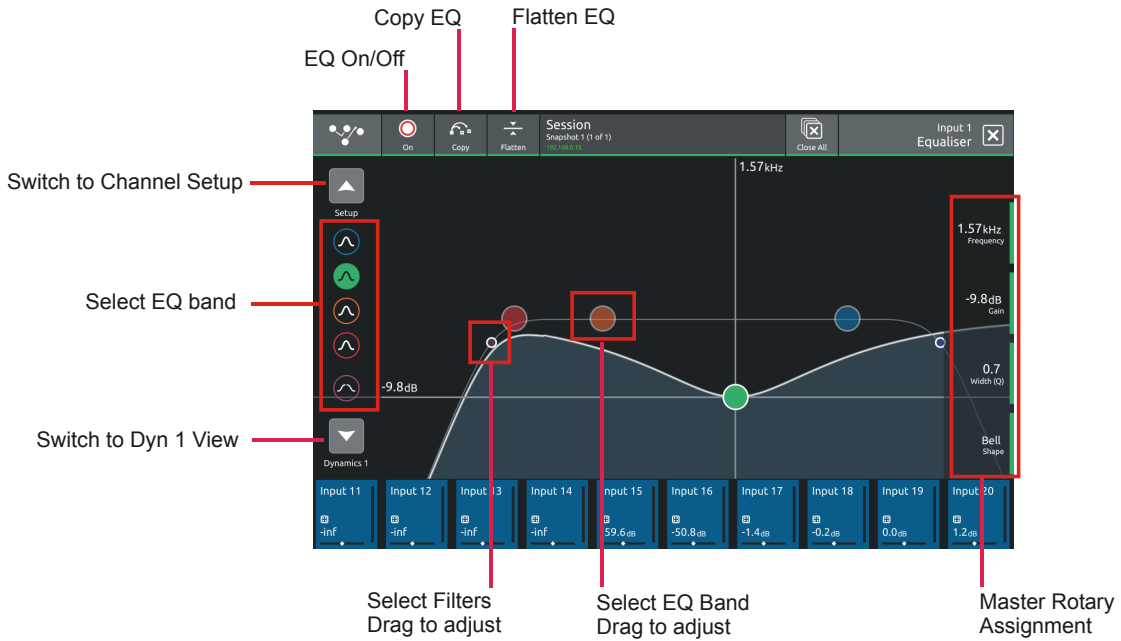 Copy EQ
Flatten EQ
EQ On/Off
On
Copy
Flatten
Session
Snapshot 1 (1 of 1)
192.168.0.15
Close All
Input 1
Equaliser
1.57kHz
Switch to Channel Setup
Setup
1.57kHz
Frequency
Select EQ band
-9.8dB
Gain
-9.8dB
0.7
Width (Q)
Switch to Dyn 1 View
Bell
Shape
Dynamics 1
Input 11
Input 12
Input 13
Input 14
Input 15
Input 16
Input 17
Input 18
Input 19
Input 20
-inf
-inf
-inf
-inf
-59.6dB
-50.8dB
-1.4dB
-0.2dB
0.0dB
1.2dB
Select Filters
Drag to adjust
Select EQ Band
Drag to adjust
Master Rotary
Assignment